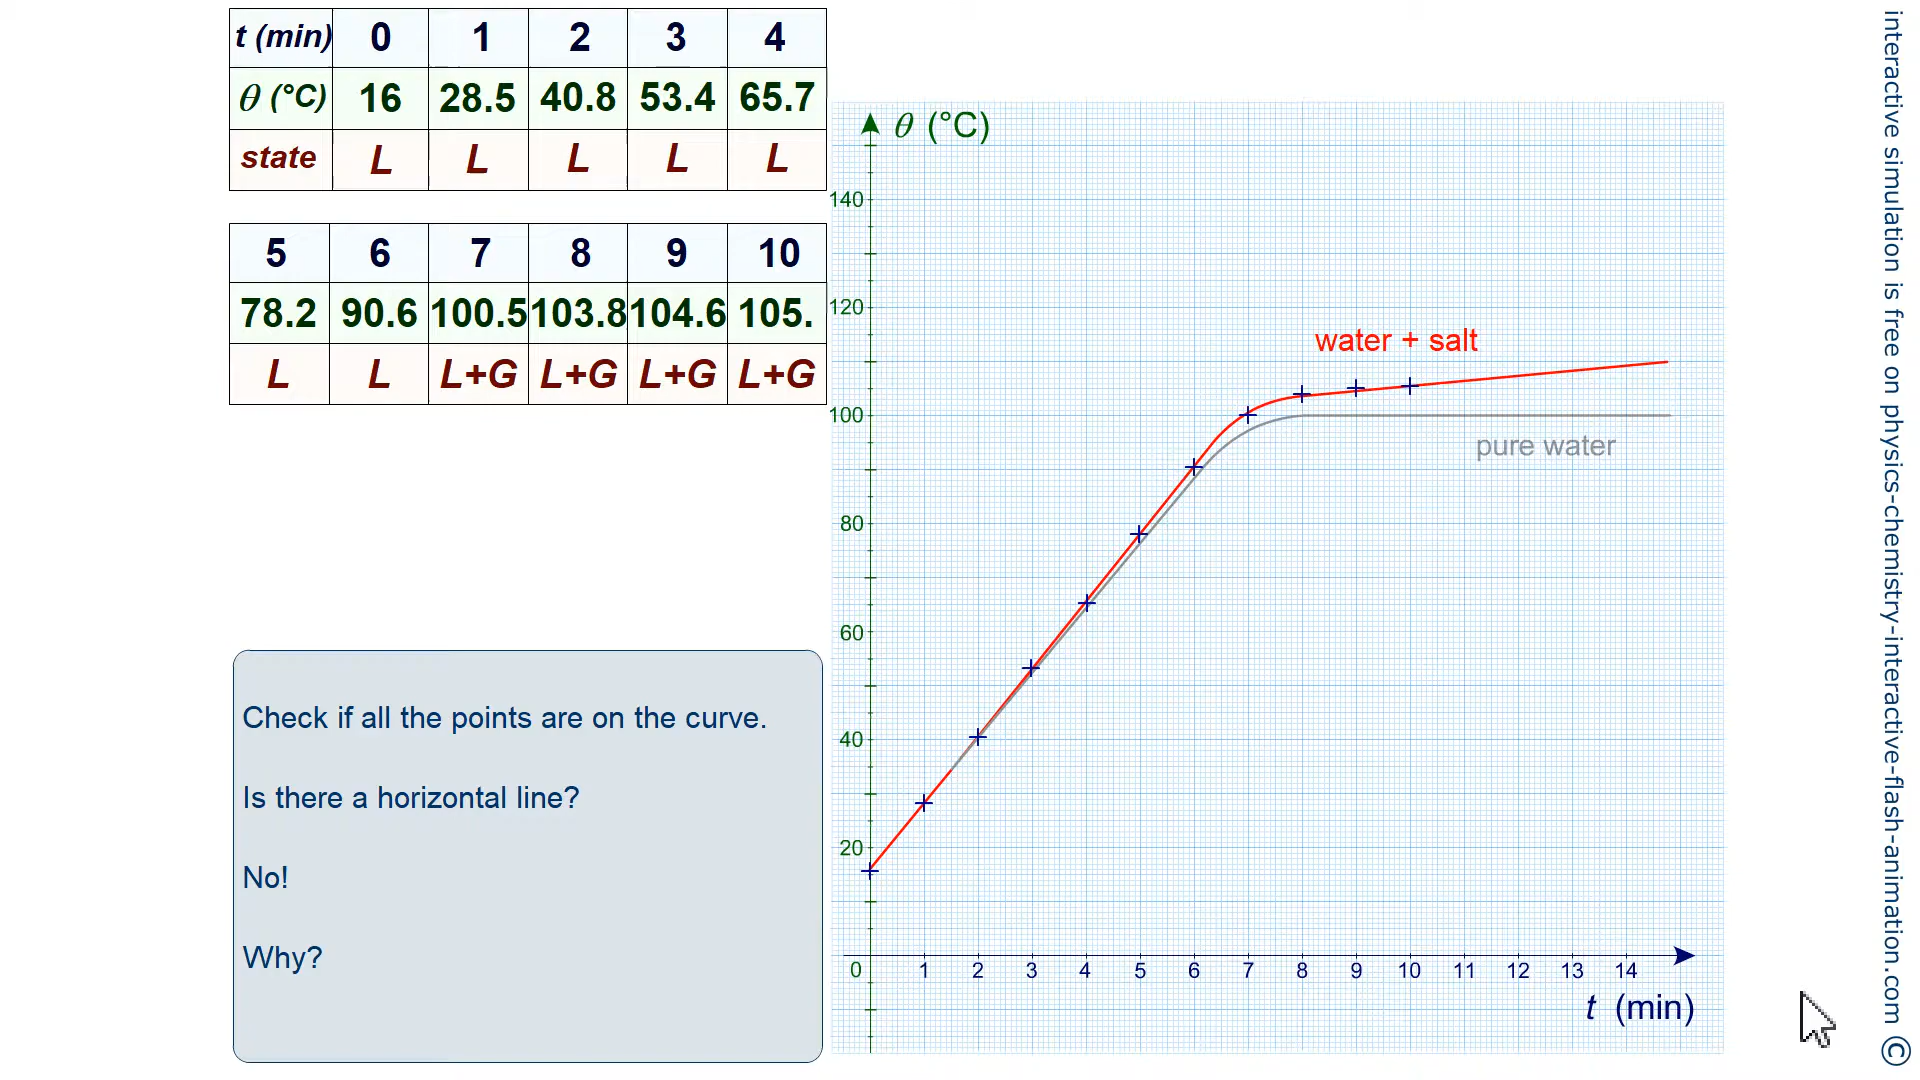 t (min) 0 1 2 3 4
θ (°C) 16 28.5 40.8 53.4 65.7
state L L L L L
5 6 7 8 9 10
78.2 90.6 100.5 103.8 104.6 105.
L L L+G L+G L+G L+G
Check if all the points are on the curve.
Is there a horizontal line?
No!
Why?
θ (°C)
140
120
100
80
60
40
20
0 1 2 3 4 5 6 7 8 9 10 11 12 13 14
t (min)
water + salt
pure water
interactive simulation is free on physics-chemistry-interactive-flash-animation.com ©